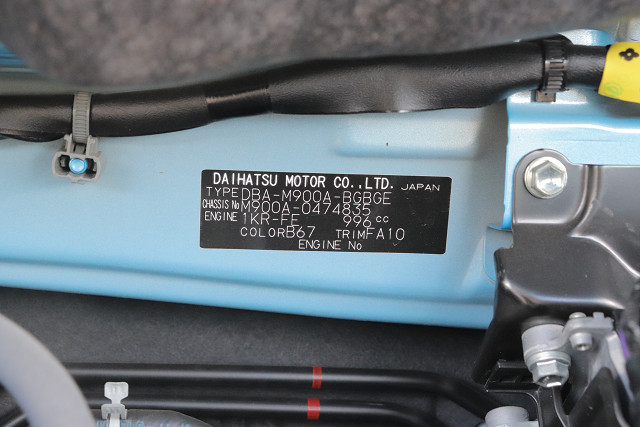 DAIHATSU MOTOR CO.,LTD. JAPAN
TYPE DBA-M900A-BGBGE
CHASSIS No M900A-0474835
ENGINE 1KR-FE 996 cc
COLOR B67 TRIM FA10
ENGINE No